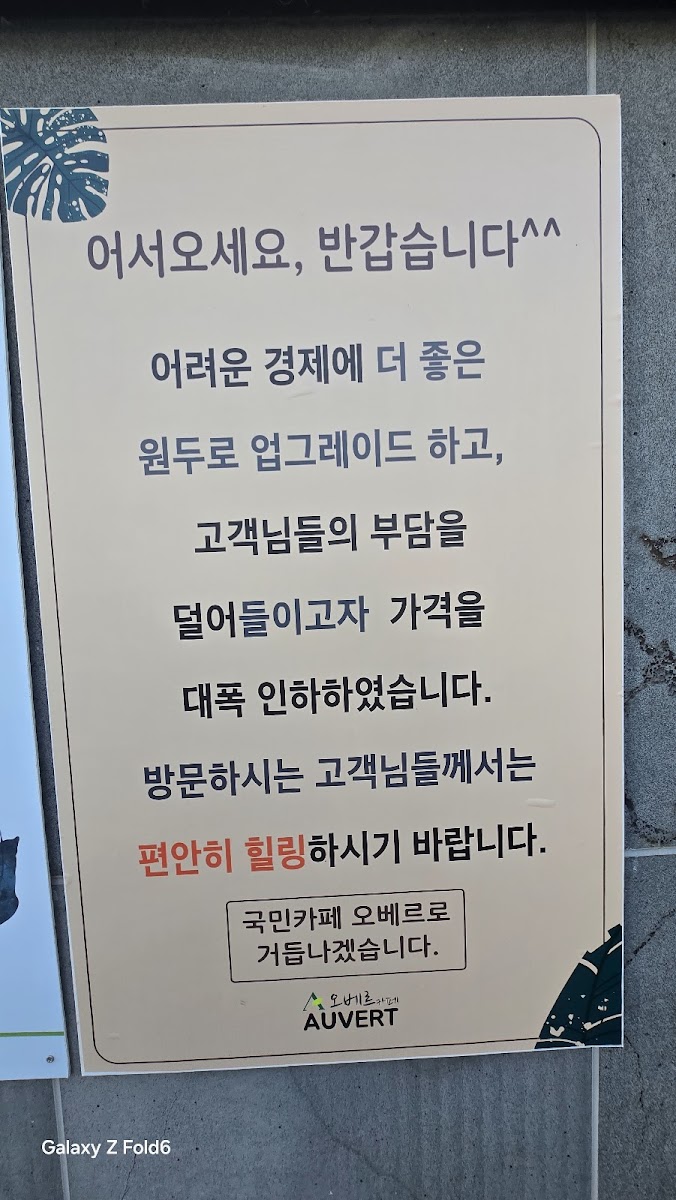 어서오세요, 반갑습니다^^
어려운 경제에 더 좋은
원두로 업그레이드 하고,
고객님들의 부담을
덜어들이고자 가격을
대폭 인하하였습니다.
방문하시는 고객님들께서는
편안히 힐링하시기 바랍니다.
국민카페 오베르로
거듭나겠습니다.
오베르카페
AUVERT
Galaxy Z Fold6